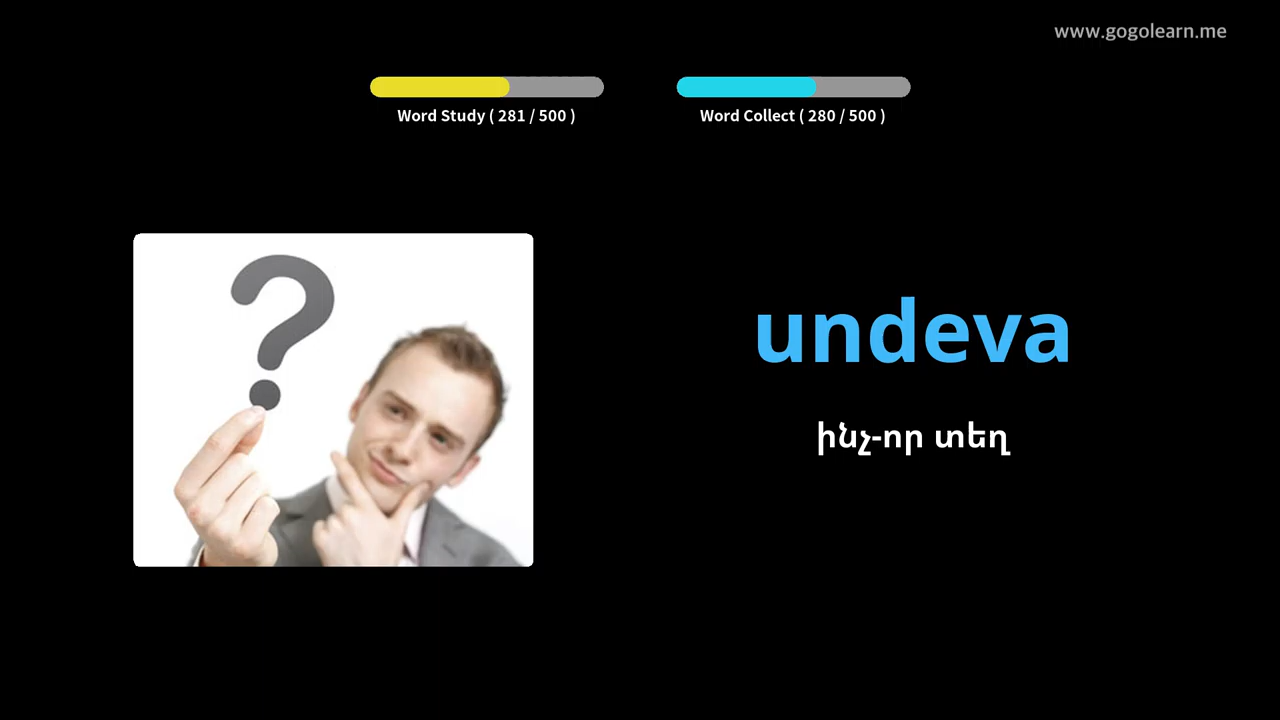 www.gogolearn.me
Word Study ( 281 / 500 )
Word Collect ( 280 / 500 )
undeva
ինչ-որ տեղ